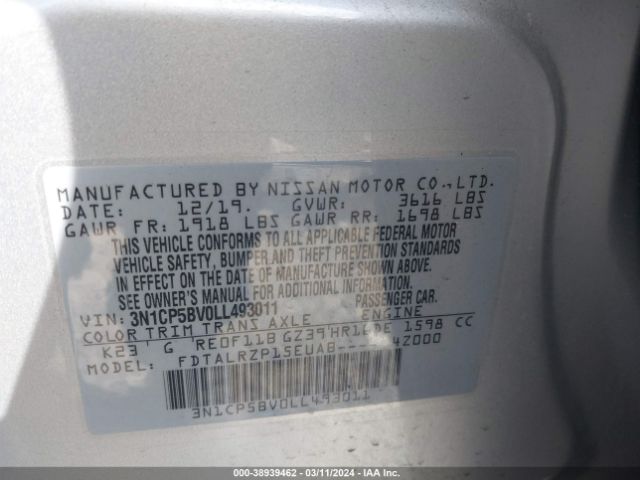 MANUFACTURED BY NISSAN MOTOR CO.,LTD.
DATE: 12/19. GVWR: 3616 LBS
GAWR FR: 1918 LBS GAWR RR: 1698 LBS
THIS VEHICLE CONFORMS TO ALL APPLICABLE FEDERAL MOTOR
VEHICLE SAFETY, BUMPER,AND THEFT PREVENTION STANDARDS
IN EFFECT ON THE DATE OF MANUFACTURE SHOWN ABOVE.
SEE OWNER'S MANUAL FOR ADDITIONAL INFORMATION
VIN: 3N1CP5BV0LL493011 PASSENGER CAR.
COLOR TRIM TRANS AXLE ENGINE
K23 G RE0F11B GZ39 HR16DE 1598 CC
MODEL: FDTALRZP15EUAB---- 4Z000
3N1CP5BV0LL493011
000-38939462 - 03/11/2024 - IAAI.COM